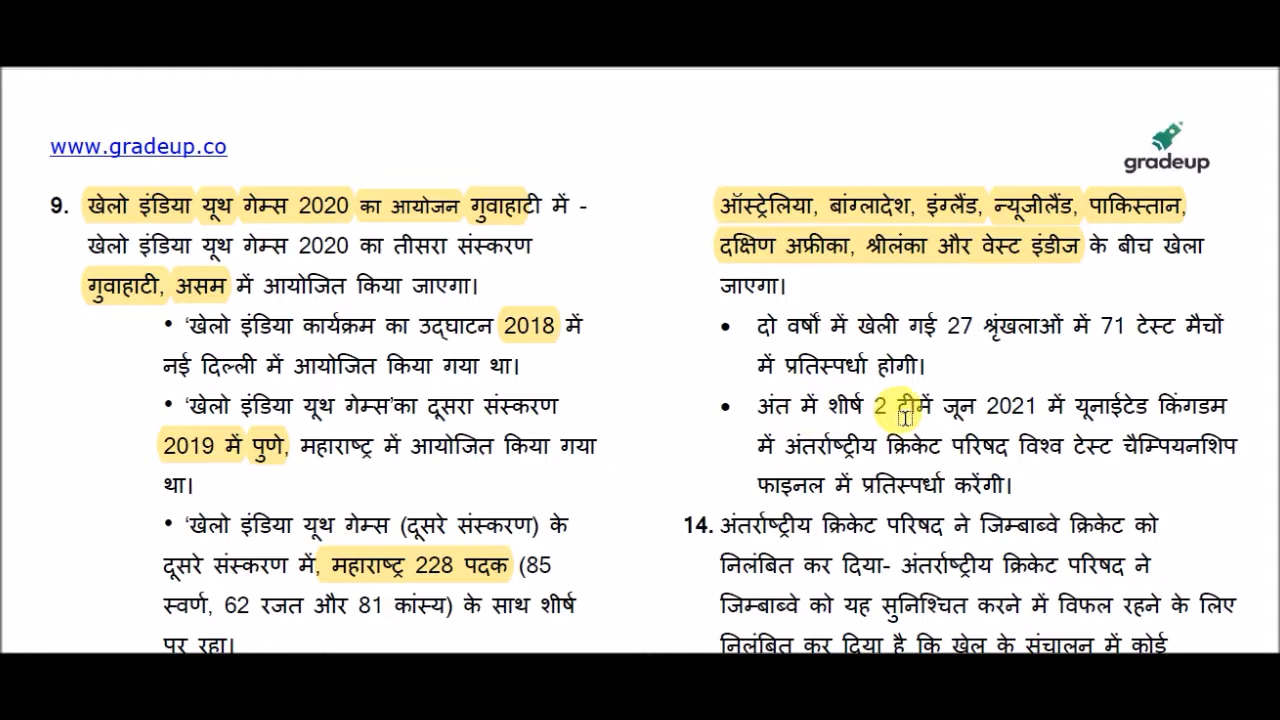 www.gradeup.co
gradeup
9. खेलो इंडिया यूथ गेम्स 2020 का आयोजन गुवाहाटी में -
खेलो इंडिया यूथ गेम्स 2020 का तीसरा संस्करण
गुवाहाटी, असम में आयोजित किया जाएगा।
• 'खेलो इंडिया कार्यक्रम का उद्घाटन 2018 में
नई दिल्ली में आयोजित किया गया था।
• 'खेलो इंडिया यूथ गेम्स'का दूसरा संस्करण
2019 में पुणे, महाराष्ट्र में आयोजित किया गया
था।
• 'खेलो इंडिया यूथ गेम्स (दूसरे संस्करण) के
दूसरे संस्करण में, महाराष्ट्र 228 पदक (85
स्वर्ण, 62 रजत और 81 कांस्य) के साथ शीर्ष
पर रहा।
ऑस्ट्रेलिया, बांग्लादेश, इंग्लैंड, न्यूजीलैंड, पाकिस्तान,
दक्षिण अफ्रीका, श्रीलंका और वेस्ट इंडीज के बीच खेला
जाएगा।
• दो वर्षों में खेली गई 27 श्रृंखलाओं में 71 टेस्ट मैचों
में प्रतिस्पर्धा होगी।
• अंत में शीर्ष 2 टीमें जून 2021 में यूनाईटेड किंगडम
में अंतर्राष्ट्रीय क्रिकेट परिषद विश्व टेस्ट चैम्पियनशिप
फाइनल में प्रतिस्पर्धा करेंगी।
14. अंतर्राष्ट्रीय क्रिकेट परिषद ने जिम्बाब्वे क्रिकेट को
निलंबित कर दिया- अंतर्राष्ट्रीय क्रिकेट परिषद ने
जिम्बाब्वे को यह सुनिश्चित करने में विफल रहने के लिए
निलंबित कर दिया है कि खेल के संचालन में कोई